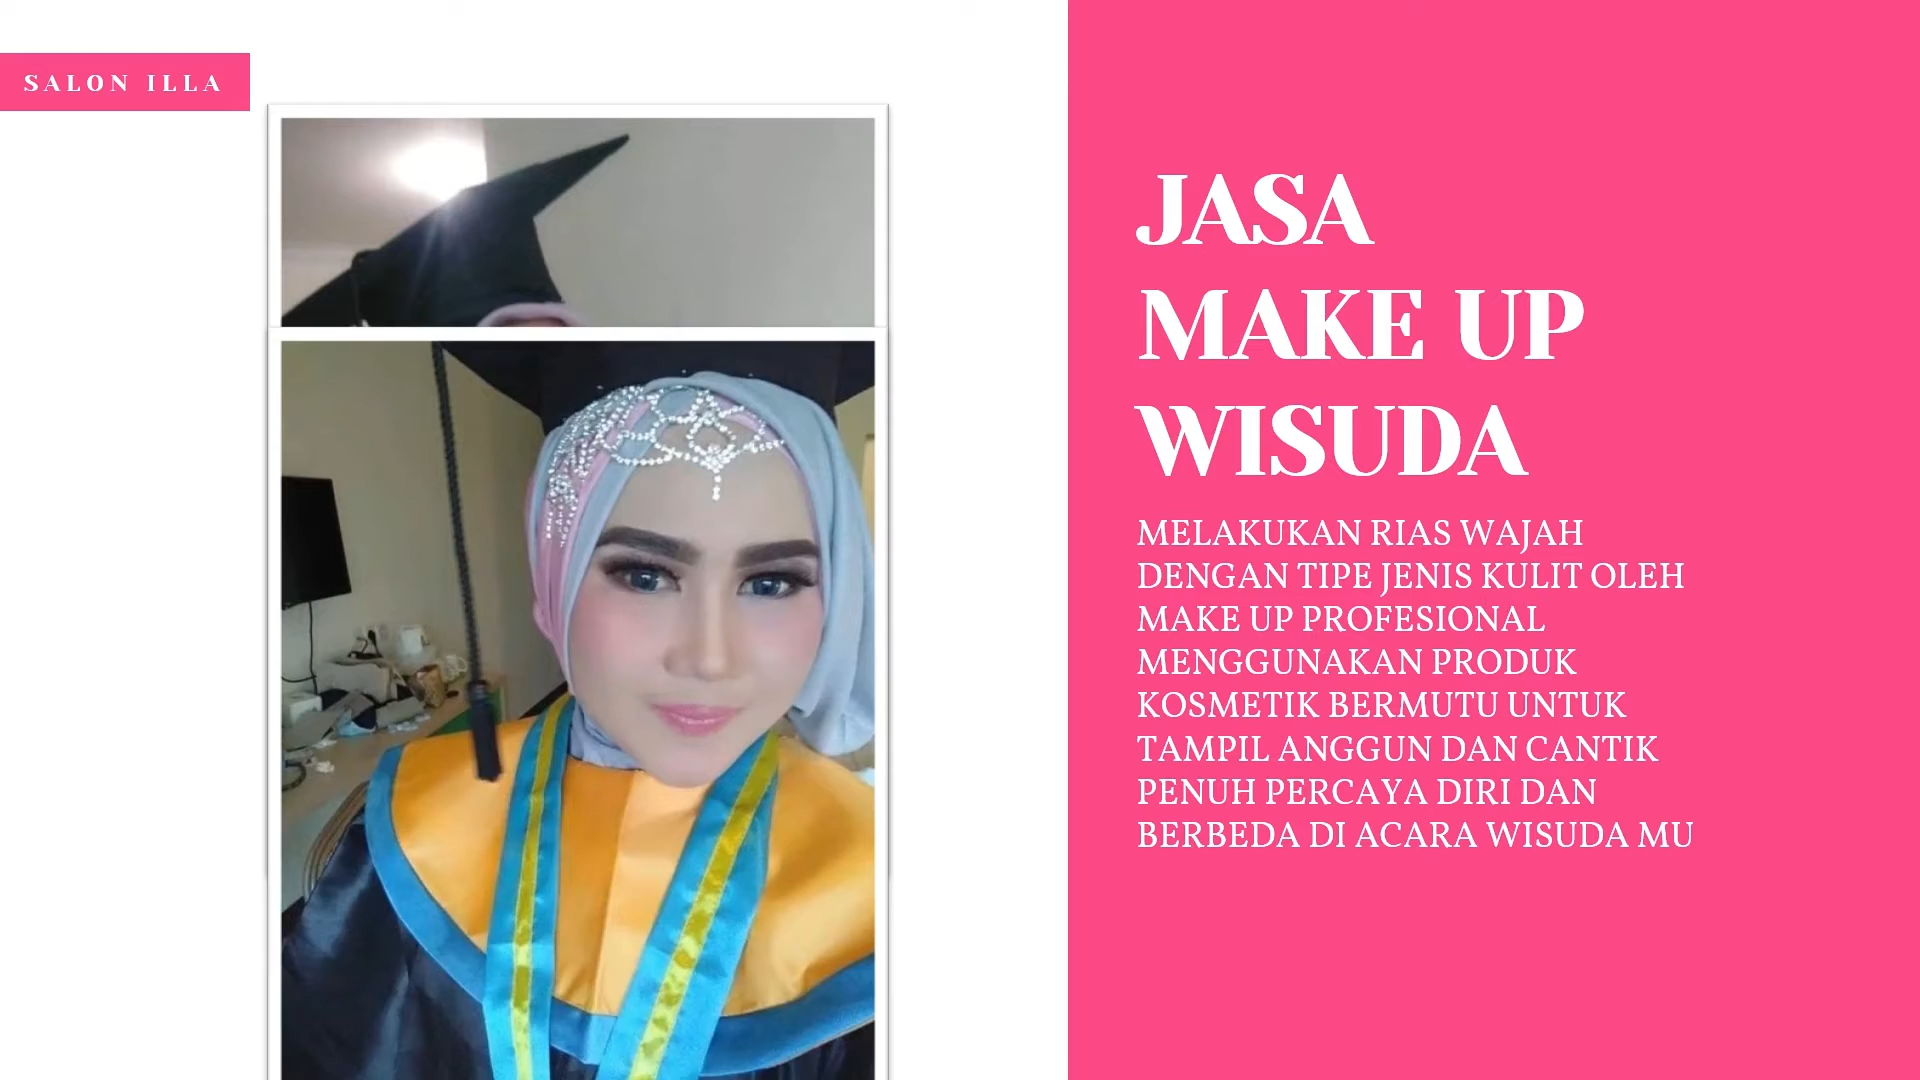 SALON ILLA
JASA
MAKE UP
WISUDA
MELAKUKAN RIAS WAJAH
DENGAN TIPE JENIS KULIT OLEH
MAKE UP PROFESIONAL
MENGGUNAKAN PRODUK
KOSMETIK BERMUTU UNTUK
TAMPIL ANGGUN DAN CANTIK
PENUH PERCAYA DIRI DAN
BERBEDA DI ACARA WISUDA MU